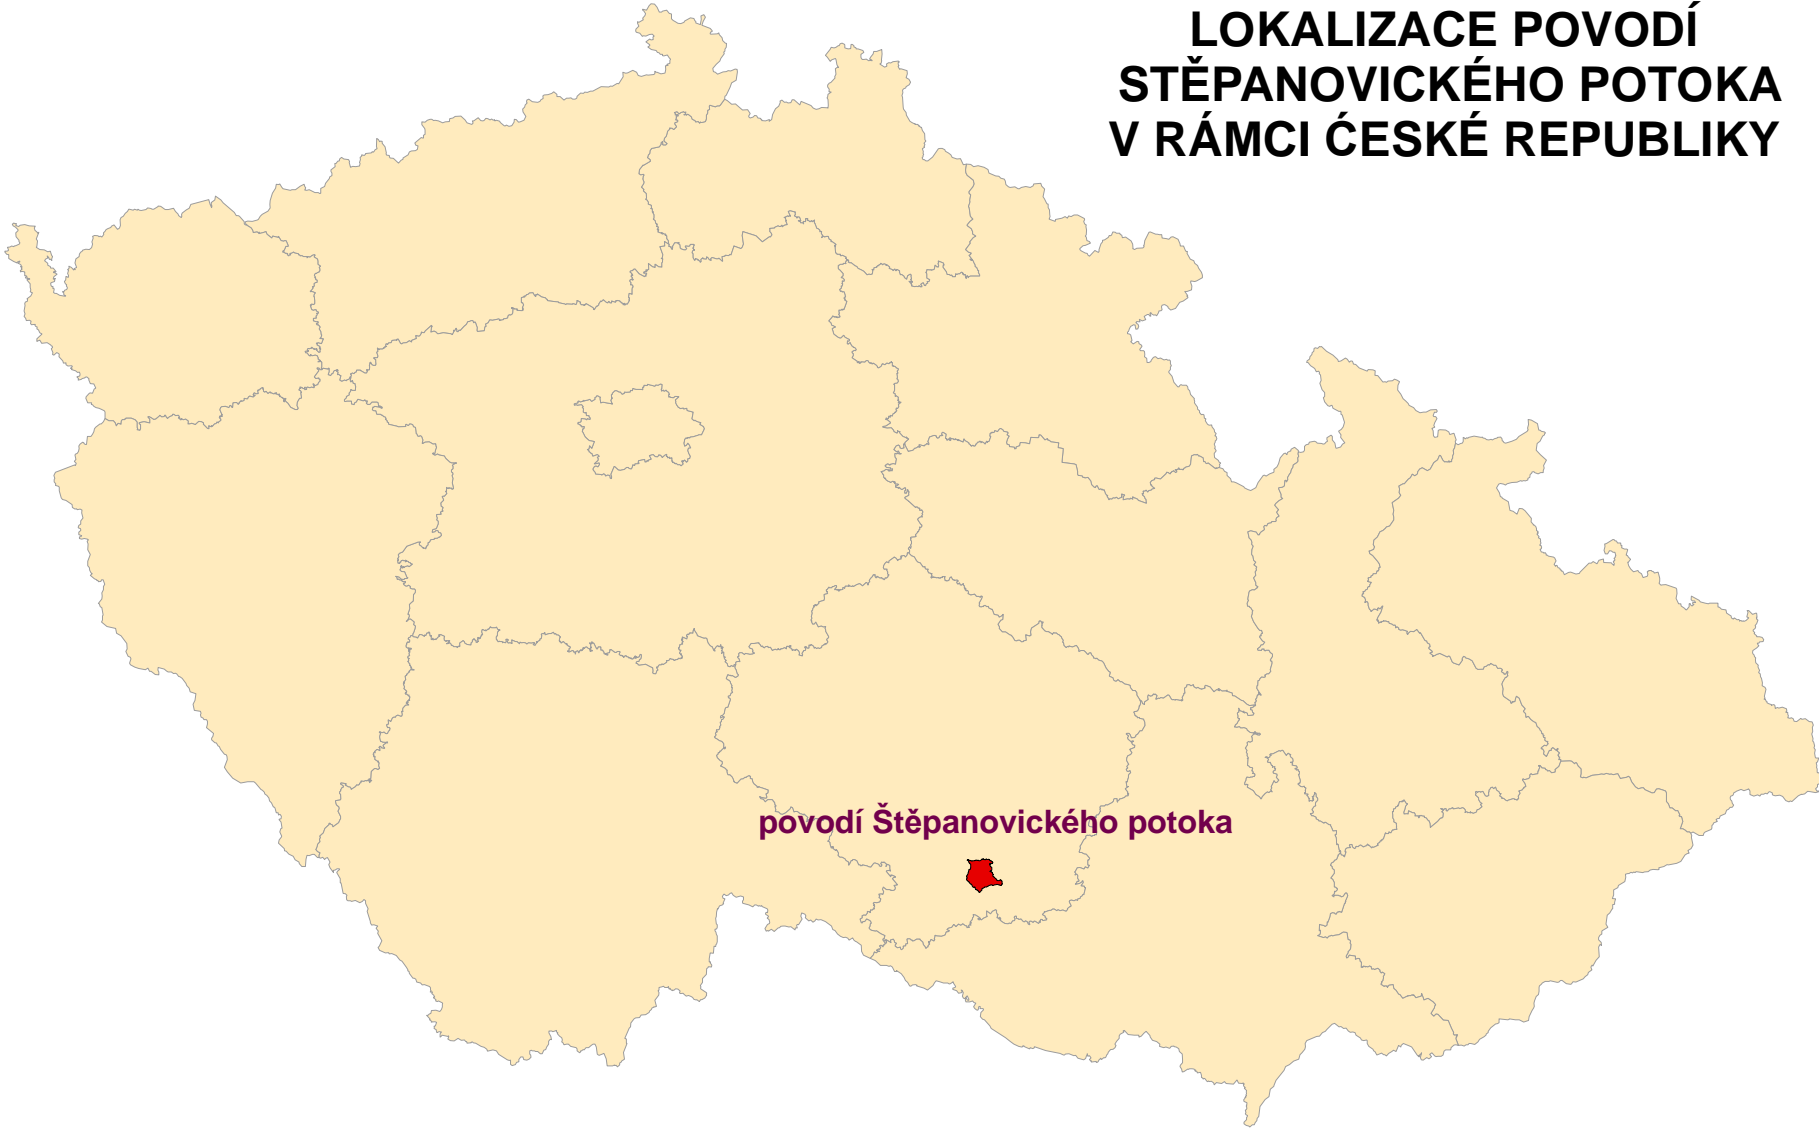 LOKALIZACE POVODÍ
STĚPANOVICKÉHO POTOKA
V RÁMCI ĆESKÉ REPUBLIKY
povodí Štěpanovického potoka